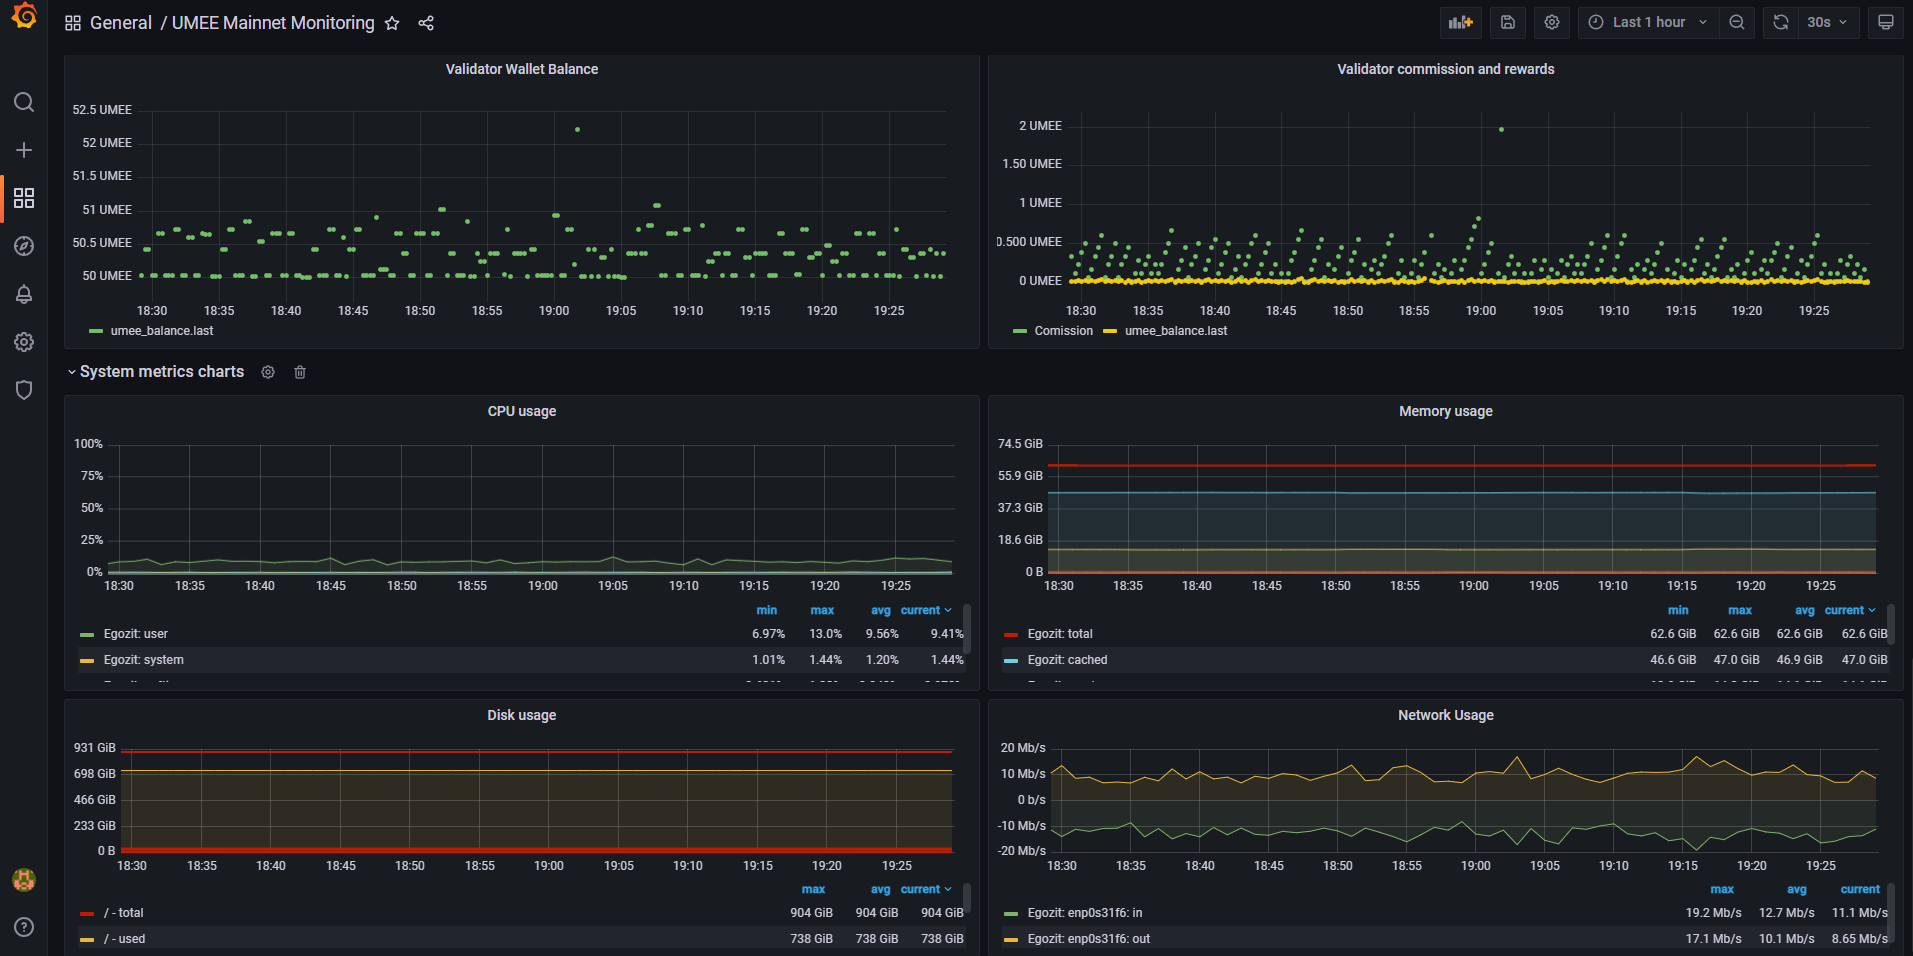 General / UMEE Mainnet Monitoring
Last 1 hour
30s
Validator Wallet Balance
52.5 UMEE
52 UMEE
51.5 UMEE
51 UMEE
50.5 UMEE
50 UMEE
18:30 18:35 18:40 18:45 18:50 18:55 19:00 19:05 19:10 19:15 19:20 19:25
umee_balance.last
Validator commission and rewards
2 UMEE
1.50 UMEE
1 UMEE
0.500 UMEE
0 UMEE
18:30 18:35 18:40 18:45 18:50 18:55 19:00 19:05 19:10 19:15 19:20 19:25
Comission umee_balance.last
System metrics charts
CPU usage
100%
75%
50%
25%
0%
18:30 18:35 18:40 18:45 18:50 18:55 19:00 19:05 19:10 19:15 19:20 19:25
min max avg current
Egozit: user 6.97% 13.0% 9.56% 9.41%
Egozit: system 1.01% 1.44% 1.20% 1.44%
Memory usage
74.5 GiB
55.9 GiB
37.3 GiB
18.6 GiB
0 B
18:30 18:35 18:40 18:45 18:50 18:55 19:00 19:05 19:10 19:15 19:20 19:25
min max avg current
Egozit: total 62.6 GiB 62.6 GiB 62.6 GiB 62.6 GiB
Egozit: cached 46.6 GiB 47.0 GiB 46.9 GiB 47.0 GiB
Disk usage
931 GiB
698 GiB
466 GiB
233 GiB
0 B
18:30 18:35 18:40 18:45 18:50 18:55 19:00 19:05 19:10 19:15 19:20 19:25
max avg current
/ - total 904 GiB 904 GiB 904 GiB
/ - used 738 GiB 738 GiB 738 GiB
Network Usage
20 Mb/s
10 Mb/s
0 b/s
-10 Mb/s
-20 Mb/s
18:30 18:35 18:40 18:45 18:50 18:55 19:00 19:05 19:10 19:15 19:20 19:25
max avg current
Egozit: enp0s31f6: in 19.2 Mb/s 12.7 Mb/s 11.1 Mb/s
Egozit: enp0s31f6: out 17.1 Mb/s 10.1 Mb/s 8.65 Mb/s